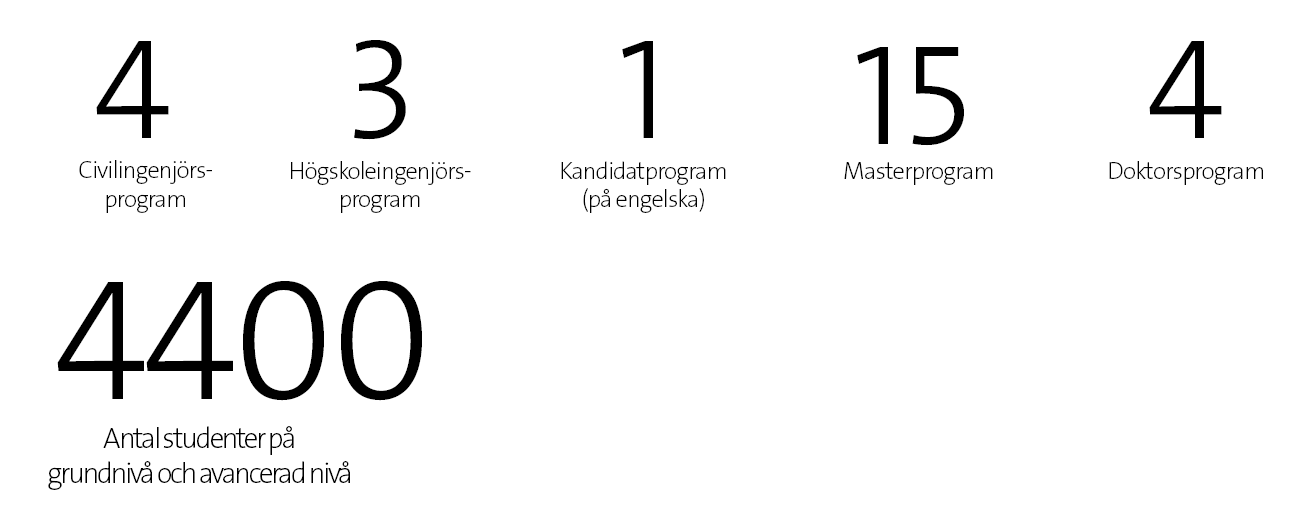 4
Civilingenjörs-
program
3
Högskoleingenjörs-
program
1
Kandidatprogram
(på engelska)
15
Masterprogram
4
Doktorsprogram
4400
Antal studenter på
grundnivå och avancerad nivå